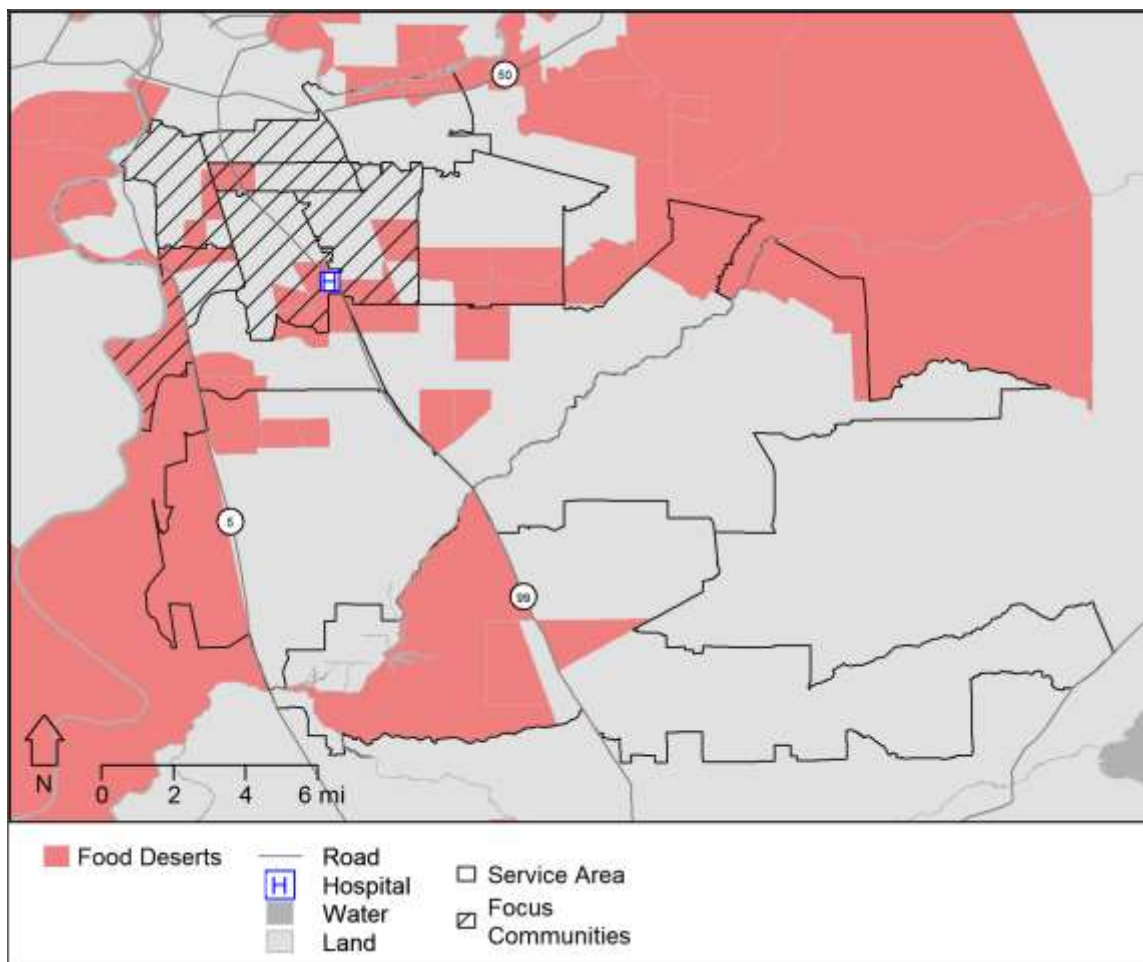 50
H
5
99
N
0 2 4 6 mi
Food Deserts
Road
H
Hospital
Water
Land
Service Area
Focus
Communities